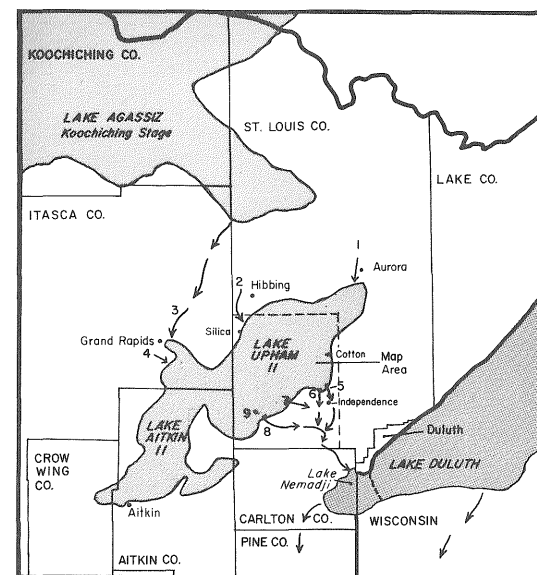 KOOCHICHING CO.
LAKE AGASSIZ
Koochiching Stage
ST. LOUIS CO.
LAKE CO.
ITASCA CO.
1
Aurora
2
Hibbing
3
Silica
Grand Rapids
4
LAKE
UPHAM
II
Cotton
Map
Area
5
6
7
Independence
9
8
LAKE
AITKIN
II
Duluth
CROW
WING
CO.
LAKE DULUTH
Lake
Nemadji
Aitkin
CARLTON CO.
WISCONSIN
PINE CO.
AITKIN CO.